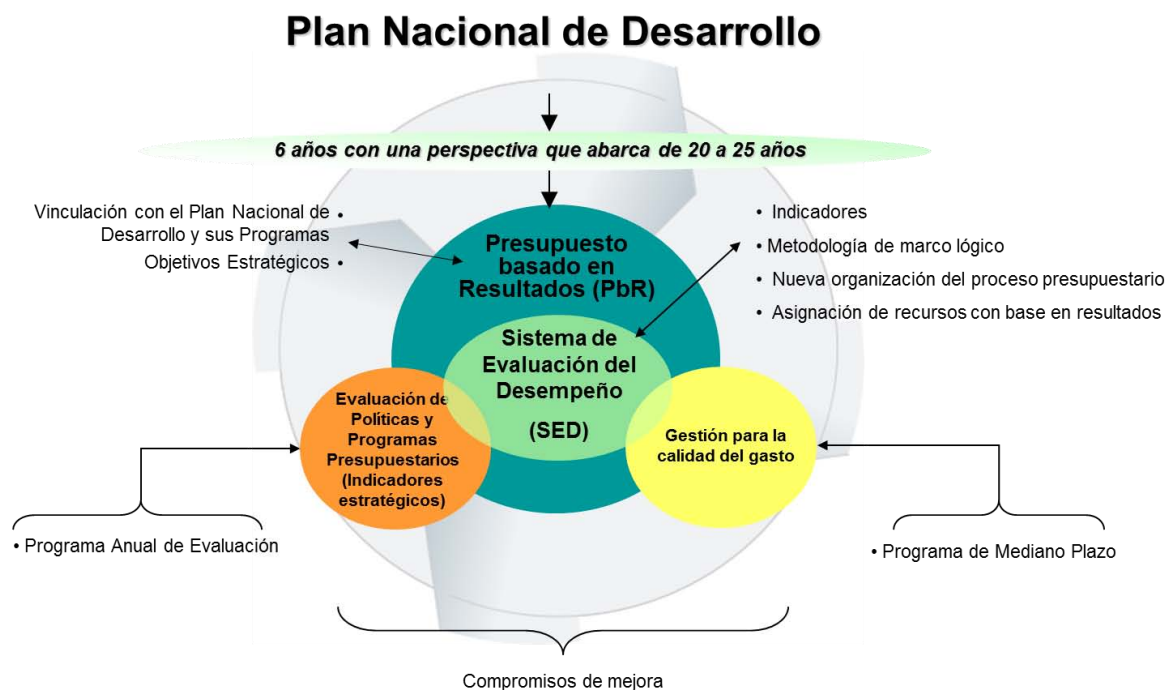 Plan Nacional de Desarrollo
6 años con una perspectiva que abarca de 20 a 25 años
Vinculación con el Plan Nacional de •
Desarrollo y sus Programas
Objetivos Estratégicos •
Presupuesto
basado en
Resultados (PbR)
• Indicadores
• Metodología de marco lógico
• Nueva organización del proceso presupuestario
• Asignación de recursos con base en resultados
Sistema de
Evaluación del
Desempeño
(SED)
Evaluación de
Políticas y
Programas
Presupuestarios
(Indicadores
estratégicos)
Gestión para la
calidad del gasto
• Programa Anual de Evaluación
• Programa de Mediano Plazo
Compromisos de mejora